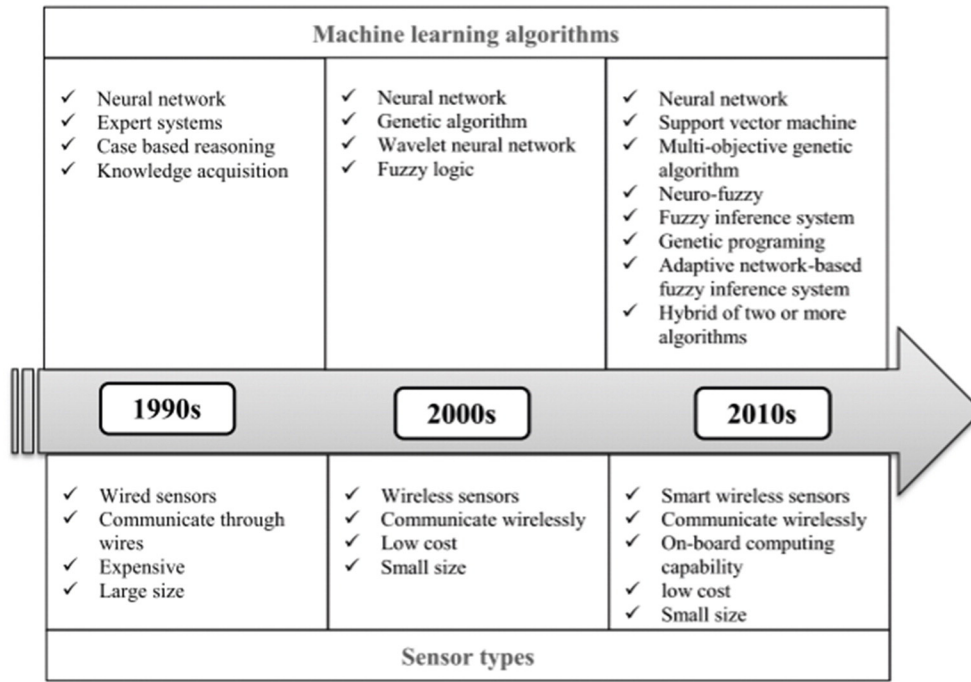 Machine learning algorithms
✓ Neural network
✓ Expert systems
✓ Case based reasoning
✓ Knowledge acquisition
✓ Neural network
✓ Genetic algorithm
✓ Wavelet neural network
✓ Fuzzy logic
✓ Neural network
✓ Support vector machine
✓ Multi-objective genetic
algorithm
✓ Neuro-fuzzy
✓ Fuzzy inference system
✓ Genetic programing
✓ Adaptive network-based
fuzzy inference system
✓ Hybrid of two or more
algorithms
1990s
2000s
2010s
✓ Wired sensors
✓ Communicate through
wires
✓ Expensive
✓ Large size
✓ Wireless sensors
✓ Communicate wirelessly
✓ Low cost
✓ Small size
✓ Smart wireless sensors
✓ Communicate wirelessly
✓ On-board computing
capability
✓ low cost
✓ Small size
Sensor types